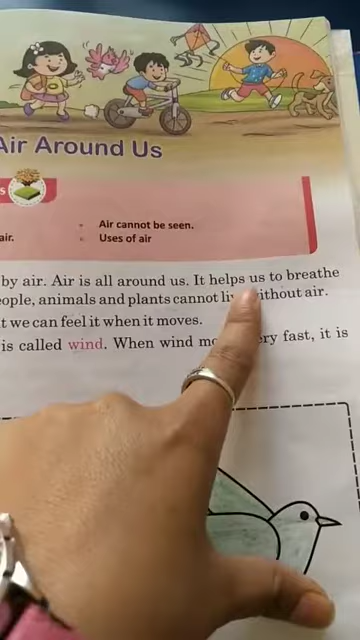 Air Around Us
s
Air cannot be seen.
air.
Uses of air
by air. Air is all around us. It helps us to breathe
eople, animals and plants cannot li ithout air.
t we can feel it when it moves.
is called wind. When wind mo ery fast, it is